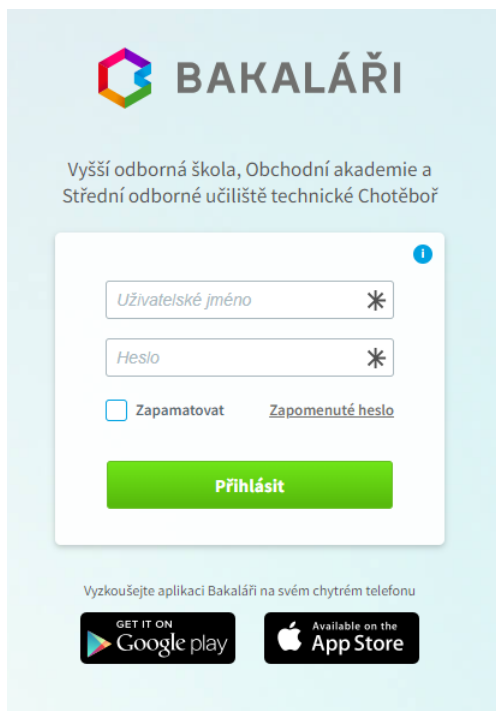 BAKALÁŘI
Vyšší odborná škola, Obchodní akademie a
Střední odborné učiliště technické Chotěboř
i
Uživatelské jméno
Heslo
Zapamatovat Zapomenuté heslo
Přihlásit
Vyzkoušejte aplikaci Bakaláři na svém chytrém telefonu
GET IT ON
Google play
Available on the
App Store